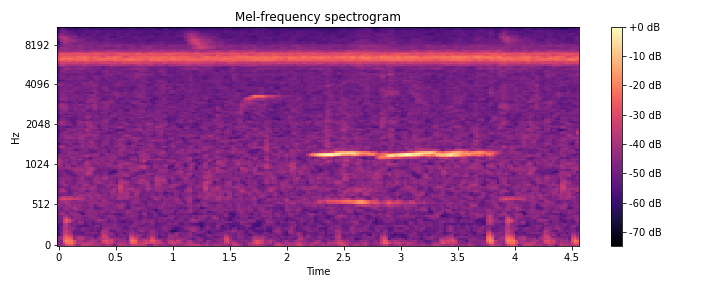 Mel-frequency spectrogram
8192
4096
2048
1024
512
0
Hz
0
0.5
1
1.5
2
2.5
3
3.5
4
4.5
Time
+0 dB
-10 dB
-20 dB
-30 dB
-40 dB
-50 dB
-60 dB
-70 dB